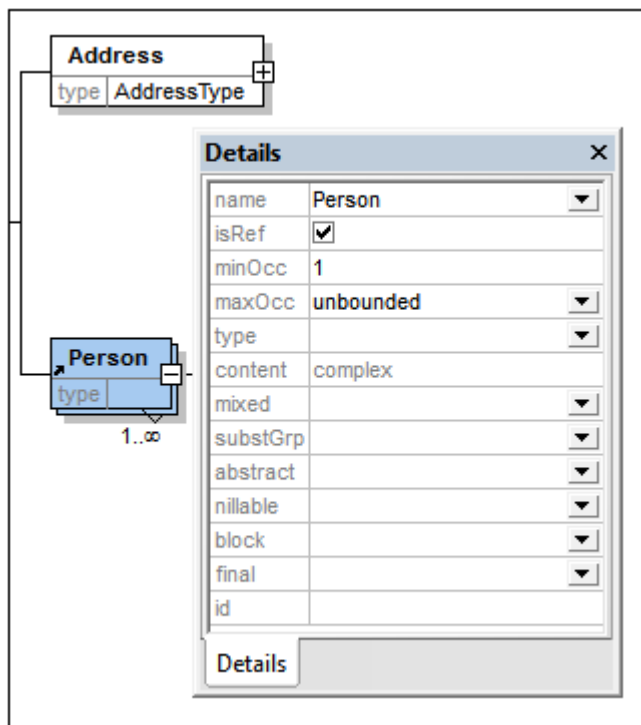 Address
type AddressType
Details
name Person
isRef
minOcc 1
maxOcc unbounded
type
content complex
mixed
substGrp
abstract
nillable
block
final
id
Details
Person
type
1..∞